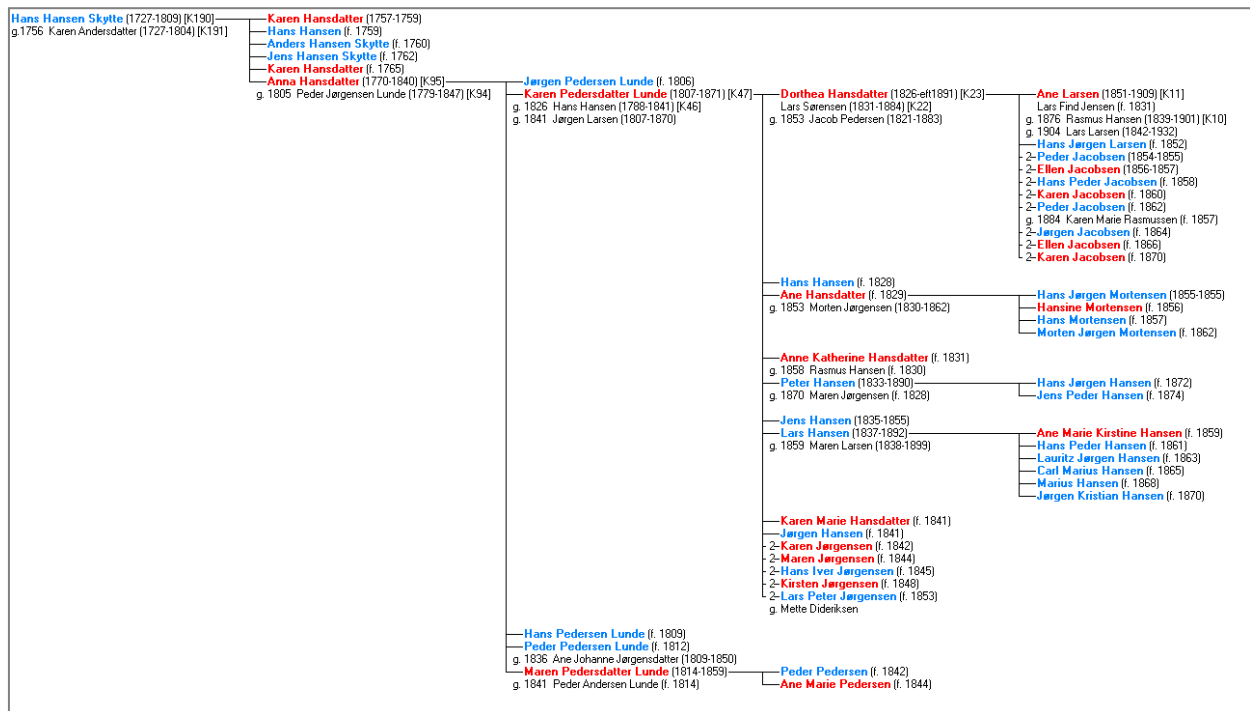 Hans Hansen Skytte (1727-1809) [K190]
g.1756 Karen Andersdatter (1727-1804) [K191]
Karen Hansdatter (1757-1759)
Hans Hansen (f. 1759)
Anders Hansen Skytte (f. 1760)
Jens Hansen Skytte (f. 1762)
Karen Hansdatter (f. 1765)
Anna Hansdatter (1770-1840) [K95]
g. 1805 Peder Jørgensen Lunde (1779-1847) [K94]
Jørgen Pedersen Lunde (f. 1806)
Karen Pedersdatter Lunde (1807-1871) [K47]
g. 1826 Hans Hansen (1788-1841) [K46]
g. 1841 Jørgen Larsen (1807-1870)
Dorthea Hansdatter (1826-eft1891) [K23]
Lars Sørensen (1831-1884) [K22]
g. 1853 Jacob Pedersen (1821-1883)
Ane Larsen (1851-1909) [K11]
Lars Find Jensen (f. 1831)
g. 1876 Rasmus Hansen (1839-1901) [K10]
g. 1904 Lars Larsen (1842-1932)
Hans Jørgen Larsen (f. 1852)
2 Peder Jacobsen (1854-1855)
2 Ellen Jacobsen (1856-1857)
2 Hans Peder Jacobsen (f. 1858)
2 Karen Jacobsen (f. 1860)
2 Peder Jacobsen (f. 1862)
g. 1884 Karen Marie Rasmussen (f. 1857)
2 Jørgen Jacobsen (f. 1864)
2 Ellen Jacobsen (f. 1866)
2 Karen Jacobsen (f. 1870)
Hans Hansen (f. 1828)
Ane Hansdatter (f. 1829)
g. 1853 Morten Jørgensen (1830-1862)
Hans Jørgen Mortensen (1855-1855)
Hansine Mortensen (f. 1856)
Hans Mortensen (f. 1857)
Morten Jørgen Mortensen (f. 1862)
Anne Katherine Hansdatter (f. 1831)
g. 1858 Rasmus Hansen (f. 1830)
Peter Hansen (1833-1890)
g. 1870 Maren Jørgensen (f. 1828)
Hans Jørgen Hansen (f. 1872)
Jens Peder Hansen (f. 1874)
Jens Hansen (1835-1855)
Lars Hansen (1837-1892)
g. 1859 Maren Larsen (1838-1899)
Ane Marie Kirstine Hansen (f. 1859)
Hans Peder Hansen (f. 1861)
Lauritz Jørgen Hansen (f. 1863)
Carl Marius Hansen (f. 1865)
Marius Hansen (f. 1868)
Jørgen Kristian Hansen (f. 1870)
Karen Marie Hansdatter (f. 1841)
Jørgen Hansen (f. 1841)
2 Karen Jørgensen (f. 1842)
2 Maren Jørgensen (f. 1844)
2 Hans Iver Jørgensen (f. 1845)
2 Kirsten Jørgensen (f. 1848)
2 Lars Peter Jørgensen (f. 1853)
g. Mette Dideriksen
Hans Pedersen Lunde (f. 1809)
Peder Pedersen Lunde (f. 1812)
g. 1836 Ane Johanne Jørgensdatter (1809-1850)
Maren Pedersdatter Lunde (1814-1859)
g. 1841 Peder Andersen Lunde (f. 1814)
Peder Pedersen (f. 1842)
Ane Marie Pedersen (f. 1844)